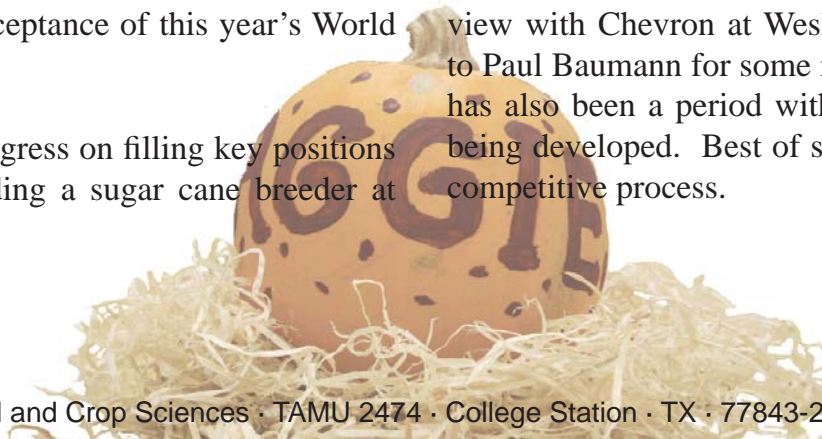 ceptance of this year's World
gress on filling key positions
ding a sugar cane breeder at
view with Chevron at Wes
to Paul Baumann for some
has also been a period with
being developed. Best of s
competitive process.
AGGIE
l and Crop Sciences · TAMU 2474 · College Station · TX · 77843-2